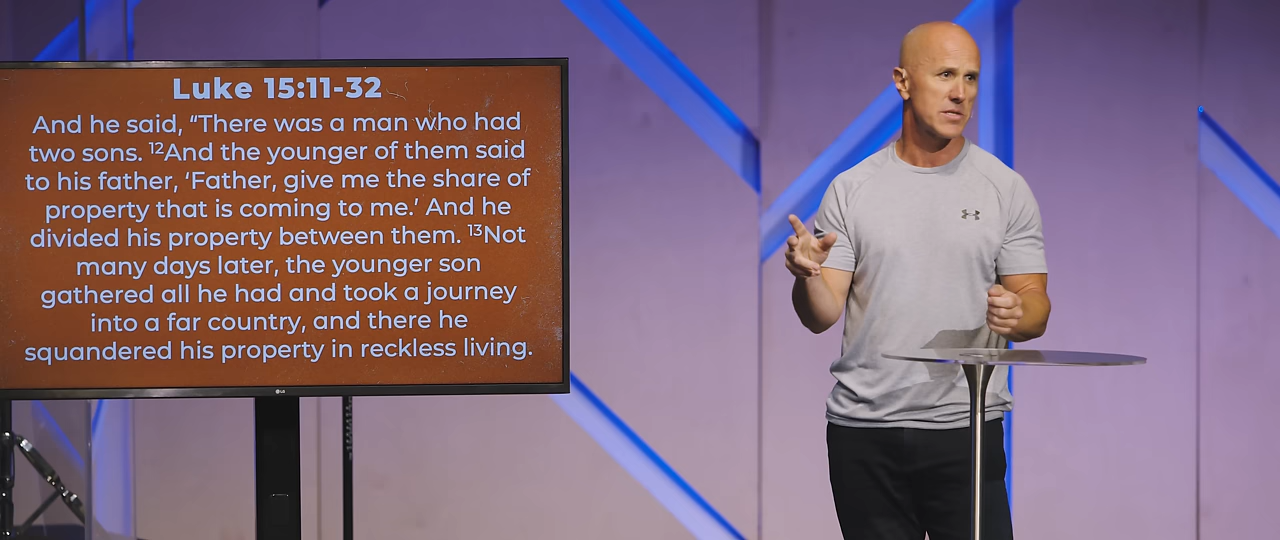 Luke 15:11-32
And he said, “There was a man who had
two sons. ¹²And the younger of them said
to his father, ‘Father, give me the share of
property that is coming to me.’ And he
divided his property between them. ¹³Not
many days later, the younger son
gathered all he had and took a journey
into a far country, and there he
squandered his property in reckless living.
LG